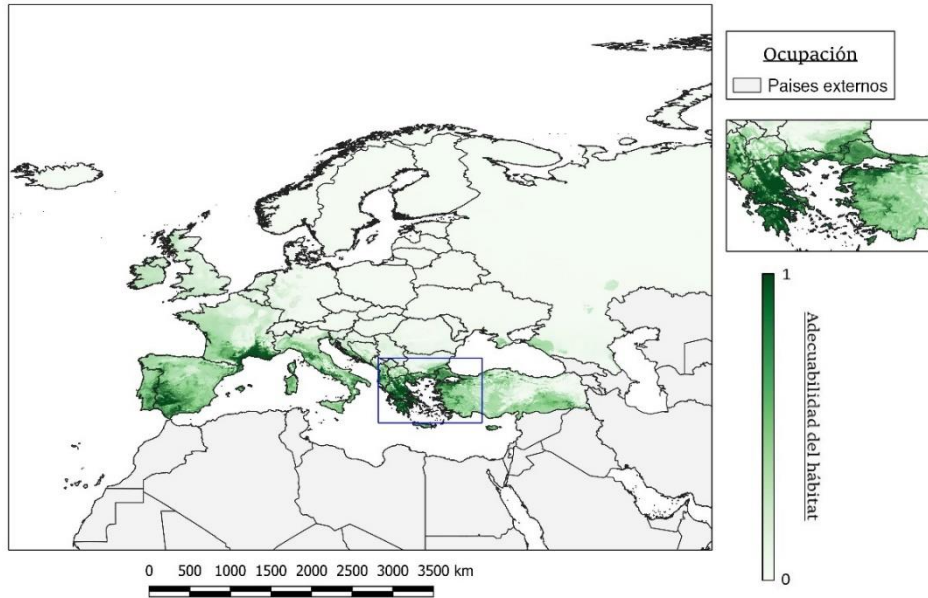 Ocupación
Paises externos
1
Adecuabilidad del hábitat
0
0 500 1000 1500 2000 2500 3000 3500 km